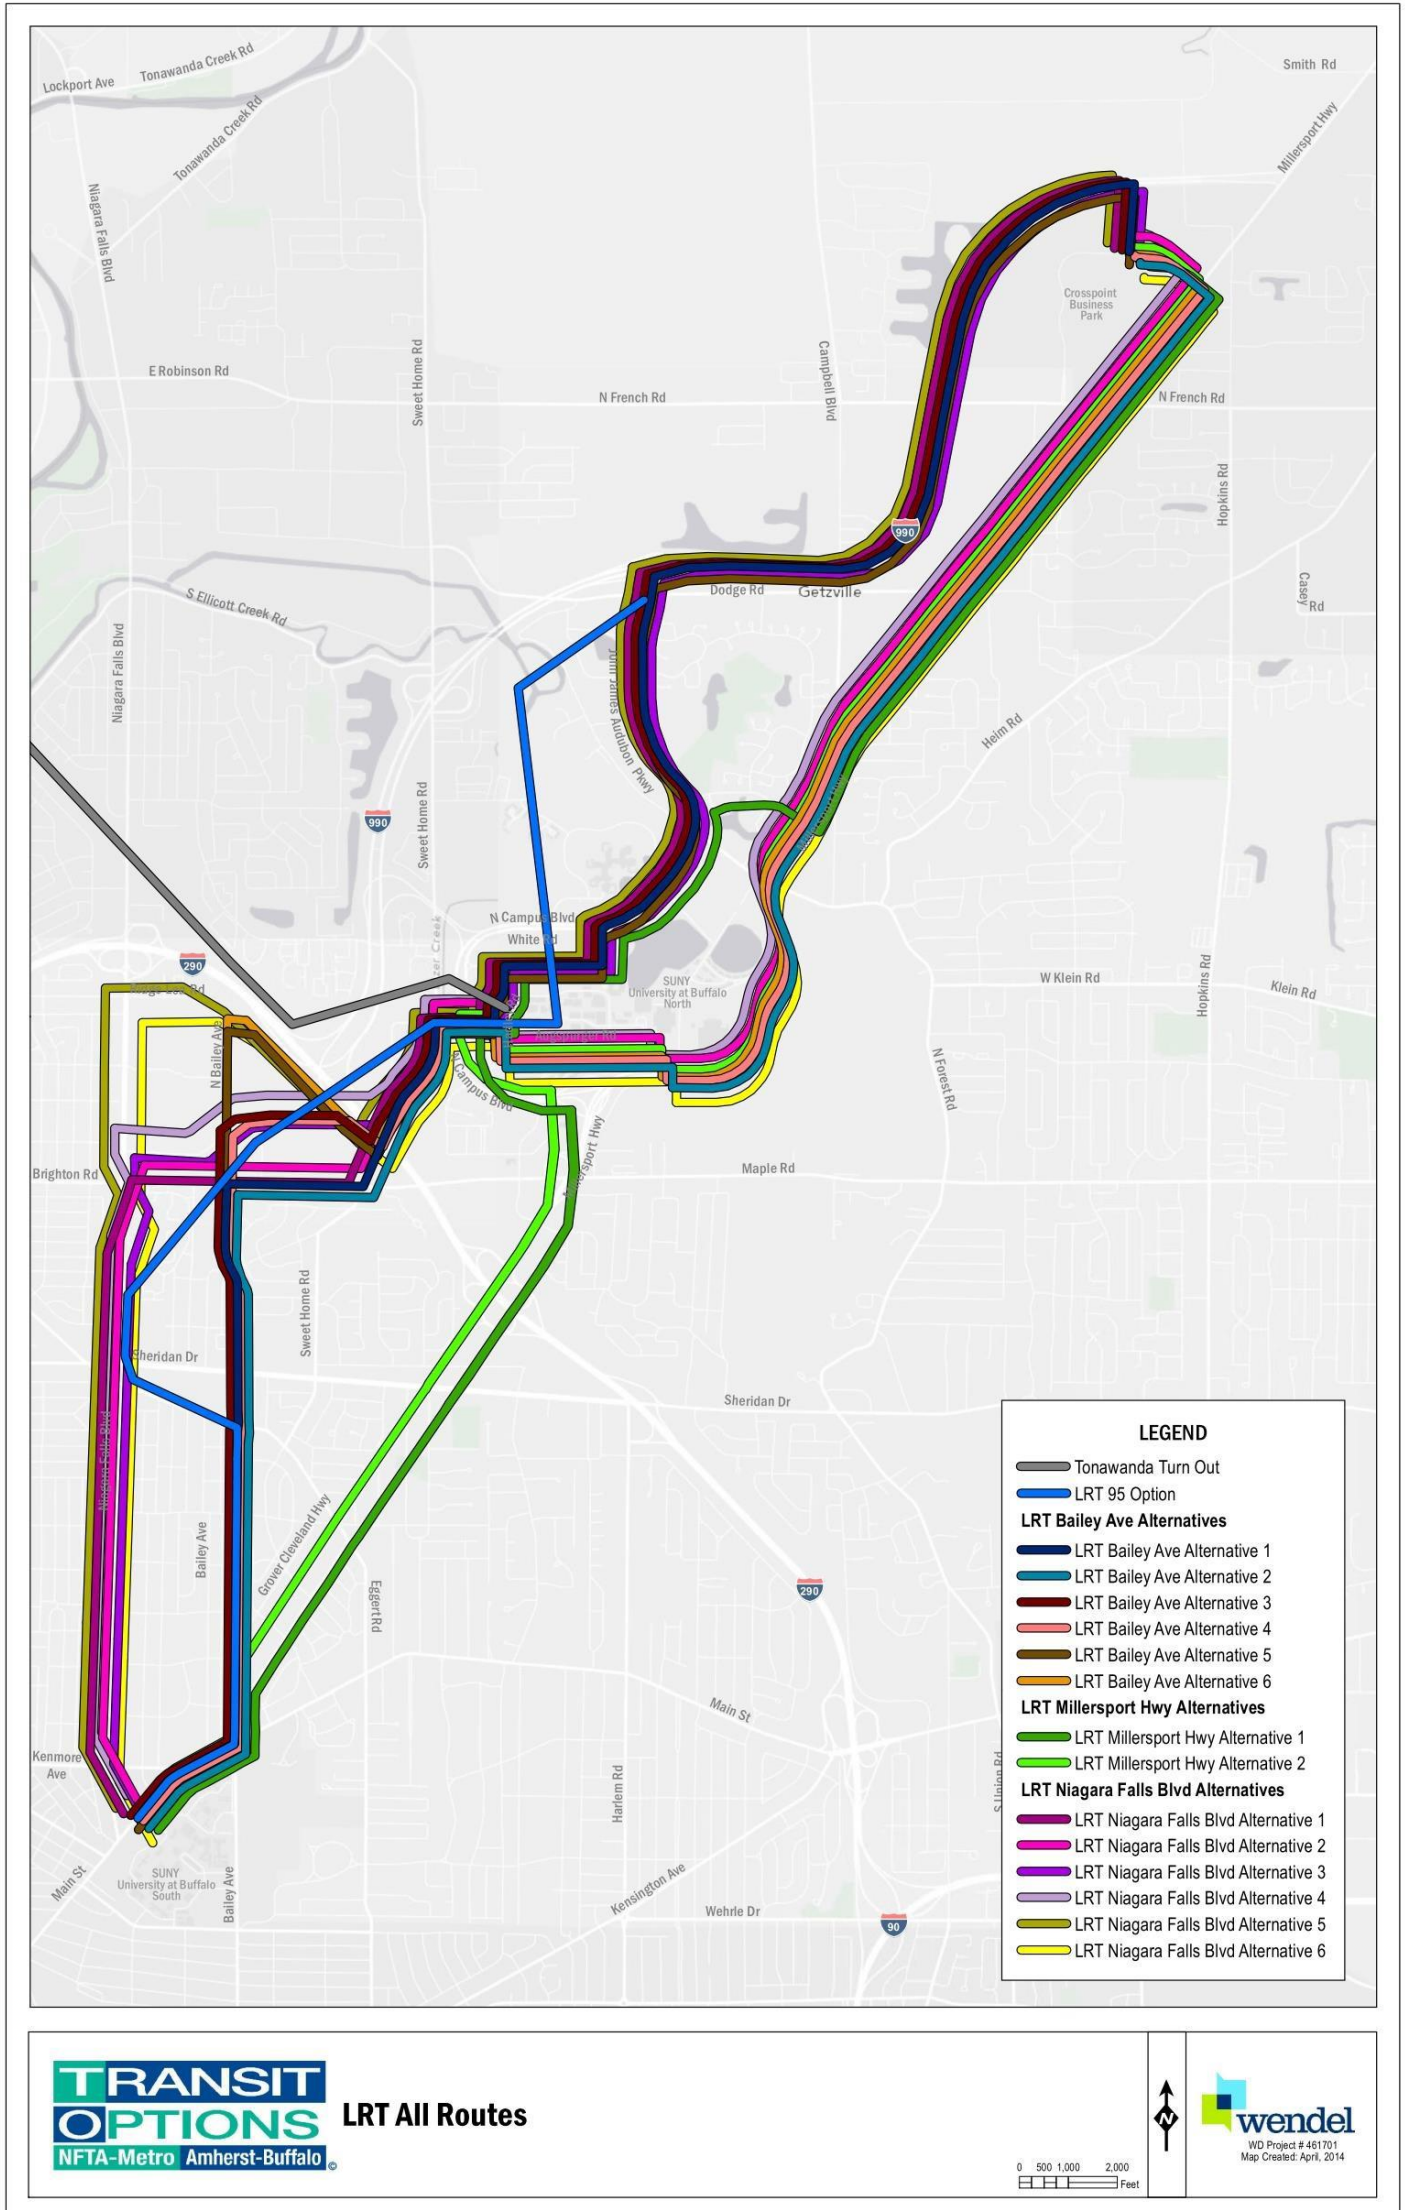 Lockport Ave
Tonawanda Creek Rd
Tonawanda Creek Rd
Smith Rd
Millersport Hwy
Niagara Falls Blvd
Crosspoint
Business
Park
E Robinson Rd
Sweet Home Rd
N French Rd
Campbell Blvd
N French Rd
Hopkins Rd
990
Dodge Rd
Getzville
Casey Rd
S Ellicott Creek Rd
Niagara Falls Blvd
John James Audubon Pkwy
Heim Rd
990
Sweet Home Rd
N Campus Blvd
White Rd
290
SUNY
University at Buffalo
North
W Klein Rd
Hopkins Rd
Klein Rd
N Bailey Ave
Augspurger Rd
N Campus Blvd
N Forest Rd
Brighton Rd
Maple Rd
Sweet Home Rd
Sheridan Dr
Sheridan Dr
Niagara Falls Blvd
Bailey Ave
Grover Cleveland Hwy
Eggert Rd
290
Main St
Kenmore
Ave
Harlem Rd
S Union Rd
Main St
SUNY
University at Buffalo
South
Bailey Ave
Kensington Ave
Wehrle Dr
90
LEGEND
Tonawanda Turn Out
LRT 95 Option
LRT Bailey Ave Alternatives
LRT Bailey Ave Alternative 1
LRT Bailey Ave Alternative 2
LRT Bailey Ave Alternative 3
LRT Bailey Ave Alternative 4
LRT Bailey Ave Alternative 5
LRT Bailey Ave Alternative 6
LRT Millersport Hwy Alternatives
LRT Millersport Hwy Alternative 1
LRT Millersport Hwy Alternative 2
LRT Niagara Falls Blvd Alternatives
LRT Niagara Falls Blvd Alternative 1
LRT Niagara Falls Blvd Alternative 2
LRT Niagara Falls Blvd Alternative 3
LRT Niagara Falls Blvd Alternative 4
LRT Niagara Falls Blvd Alternative 5
LRT Niagara Falls Blvd Alternative 6
TRANSIT
OPTIONS
NFTA-Metro Amherst-Buffalo ©
LRT All Routes
N
0 500 1,000 2,000
Feet
wendel
WD Project # 461701
Map Created: April, 2014